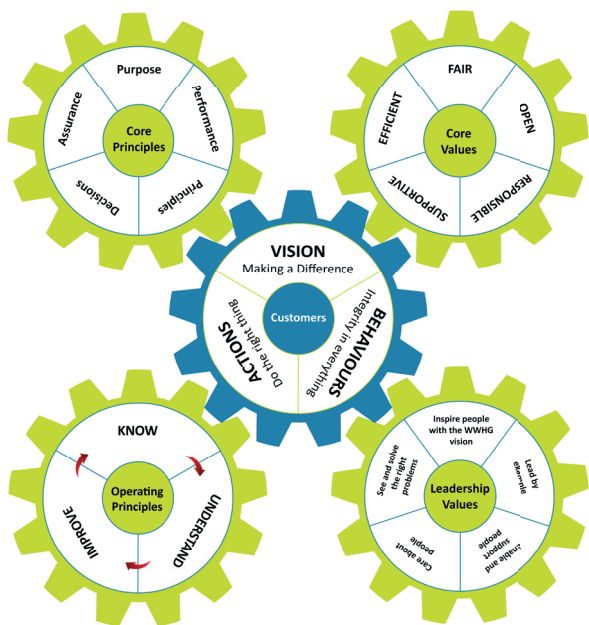 Purpose
Performance
Principles
Decisions
Assurance
Core
Principles
FAIR
OPEN
RESPONSIBLE
SUPPORTIVE
EFFICIENT
Core
Values
VISION
Making a Difference
BEHAVIOURS
Integrity in everything
ACTIONS
Do the right thing
Customers
KNOW
UNDERSTAND
IMPROVE
Operating
Principles
Inspire people
with the WWHG
vision
Lead by
example
Enable and
support
people
Care about
people
See and solve
the right
problems
Leadership
Values